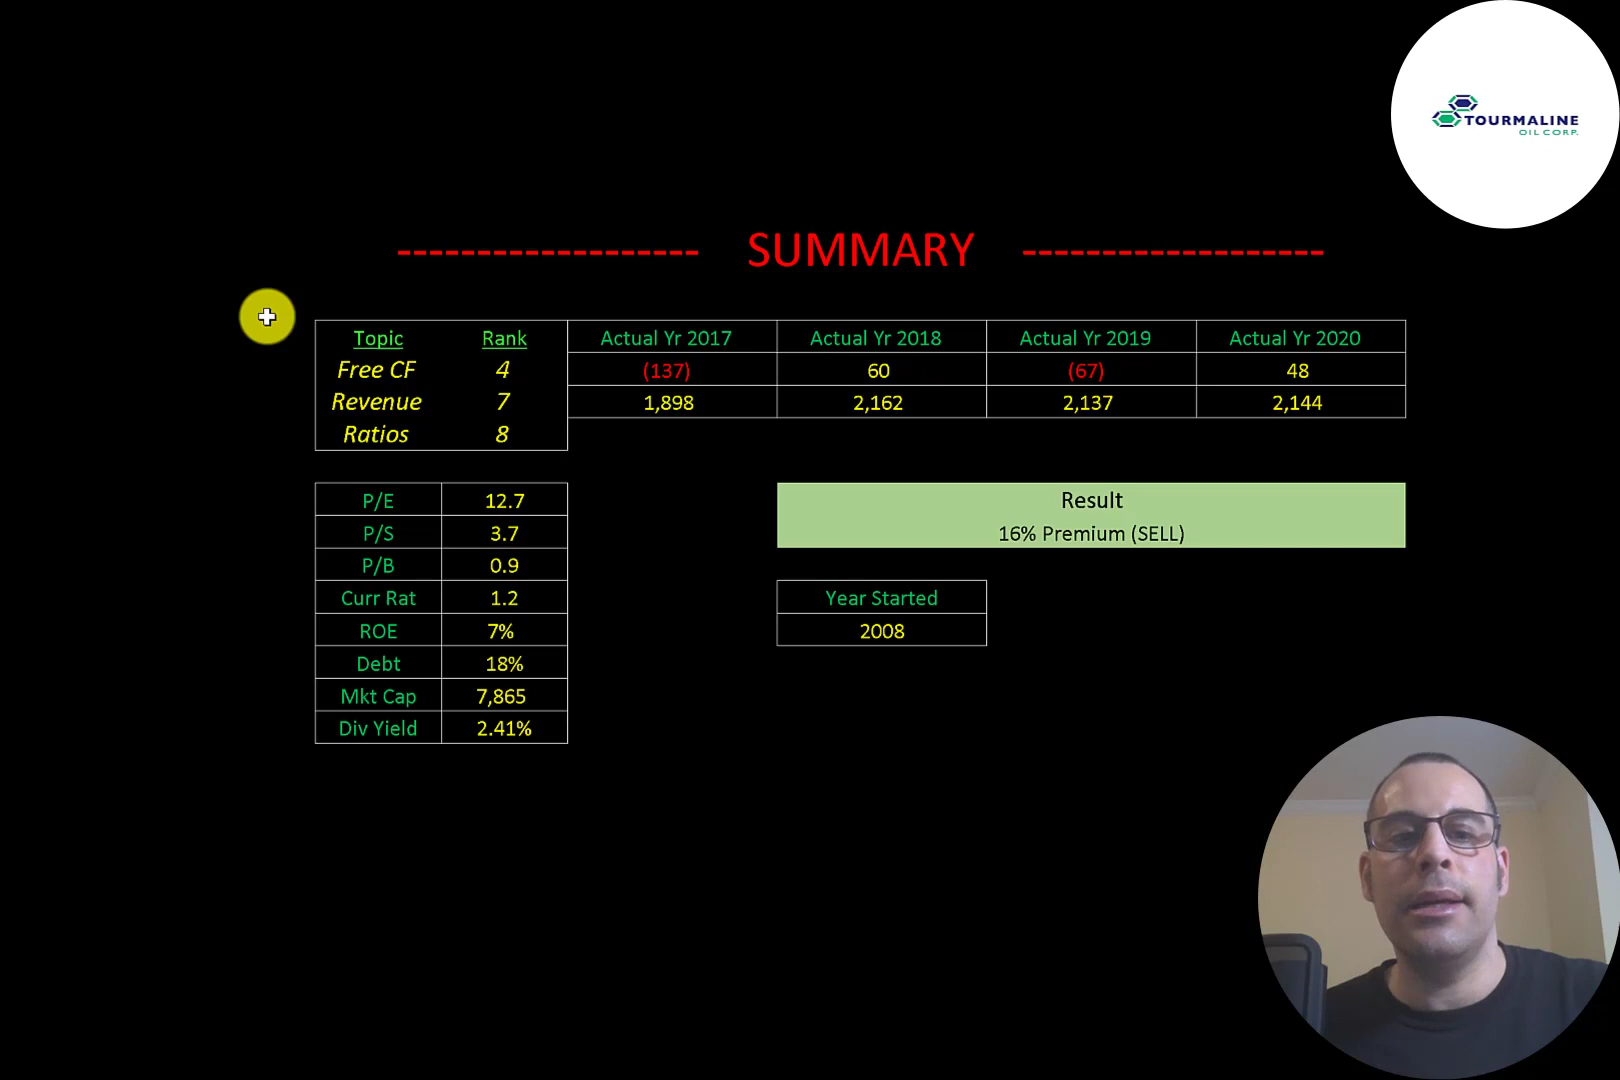 TOURMALINE
OIL CORP.
------------------- SUMMARY -------------------
Topic Rank Actual Yr 2017 Actual Yr 2018 Actual Yr 2019 Actual Yr 2020
Free CF 4 (137) 60 (67) 48
Revenue 7 1,898 2,162 2,137 2,144
Ratios 8
P/E 12.7 Result
P/S 3.7 16% Premium (SELL)
P/B 0.9
Curr Rat 1.2 Year Started
ROE 7% 2008
Debt 18%
Mkt Cap 7,865
Div Yield 2.41%